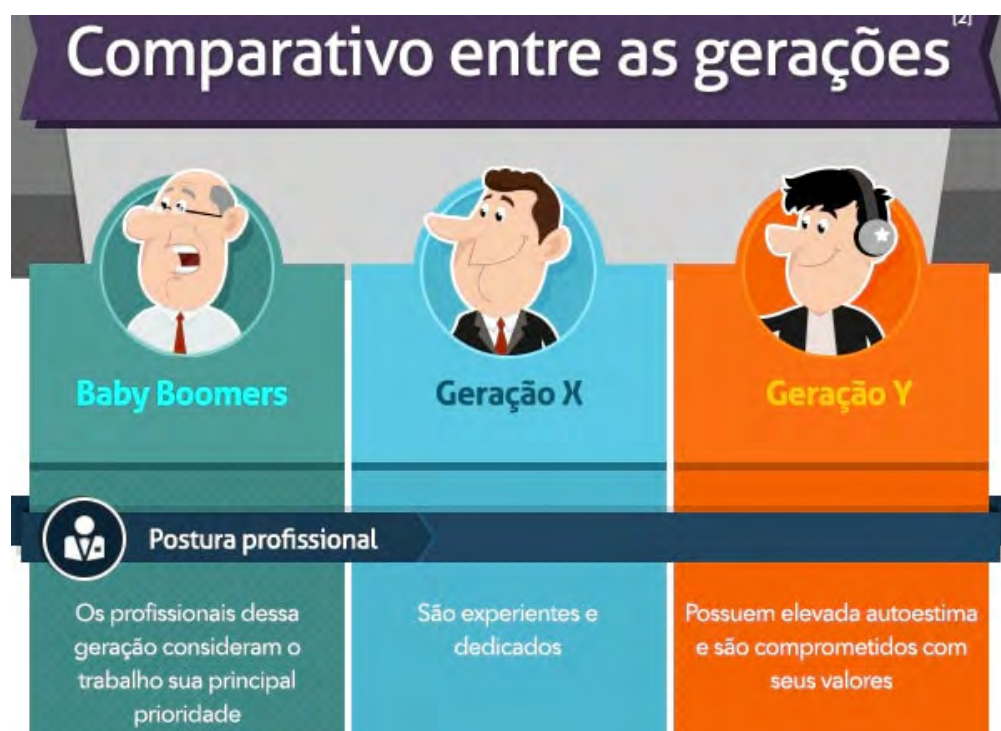 Comparativo entre as gerações [2]
Baby Boomers
Geração X
Geração Y
Postura profissional
Os profissionais dessa
geração consideram o
trabalho sua principal
prioridade
São experientes e
dedicados
Possuem elevada autoestima
e são comprometidos com
seus valores